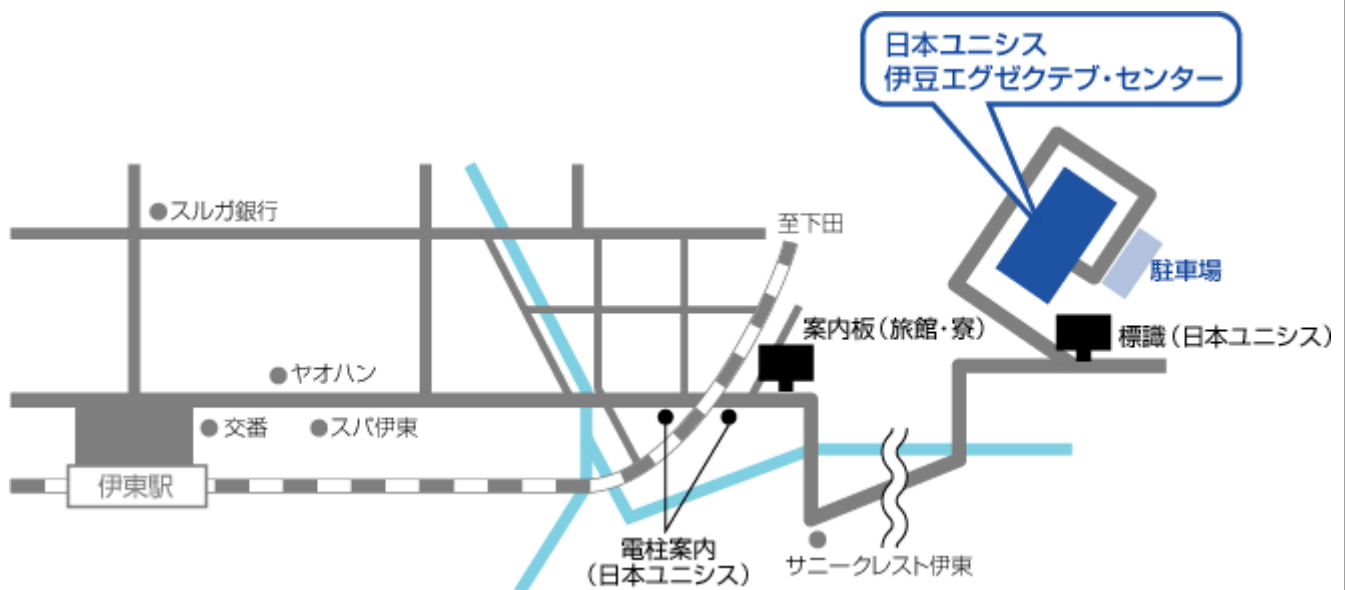 日本ユニシス
伊豆エグゼクテブ・センター
スルガ銀行
至下田
駐車場
案内板(旅館・寮)
標識(日本ユニシス)
ヤオハン
交番
スパ伊東
伊東駅
電柱案内
(日本ユニシス)
サニークレスト伊東